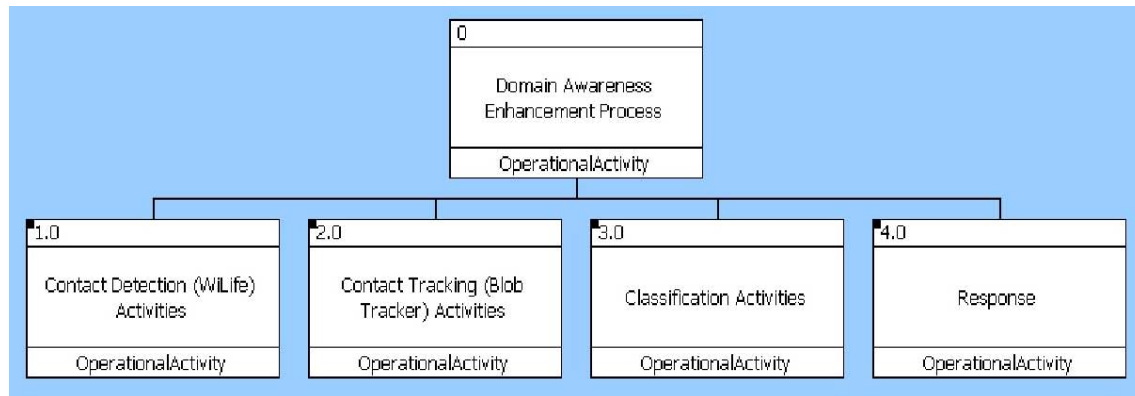 0
Domain Awareness
Enhancement Process
OperationalActivity
1.0
Contact Detection (WiLife)
Activities
OperationalActivity
2.0
Contact Tracking (Blob
Tracker) Activities
OperationalActivity
3.0
Classification Activities
OperationalActivity
4.0
Response
OperationalActivity